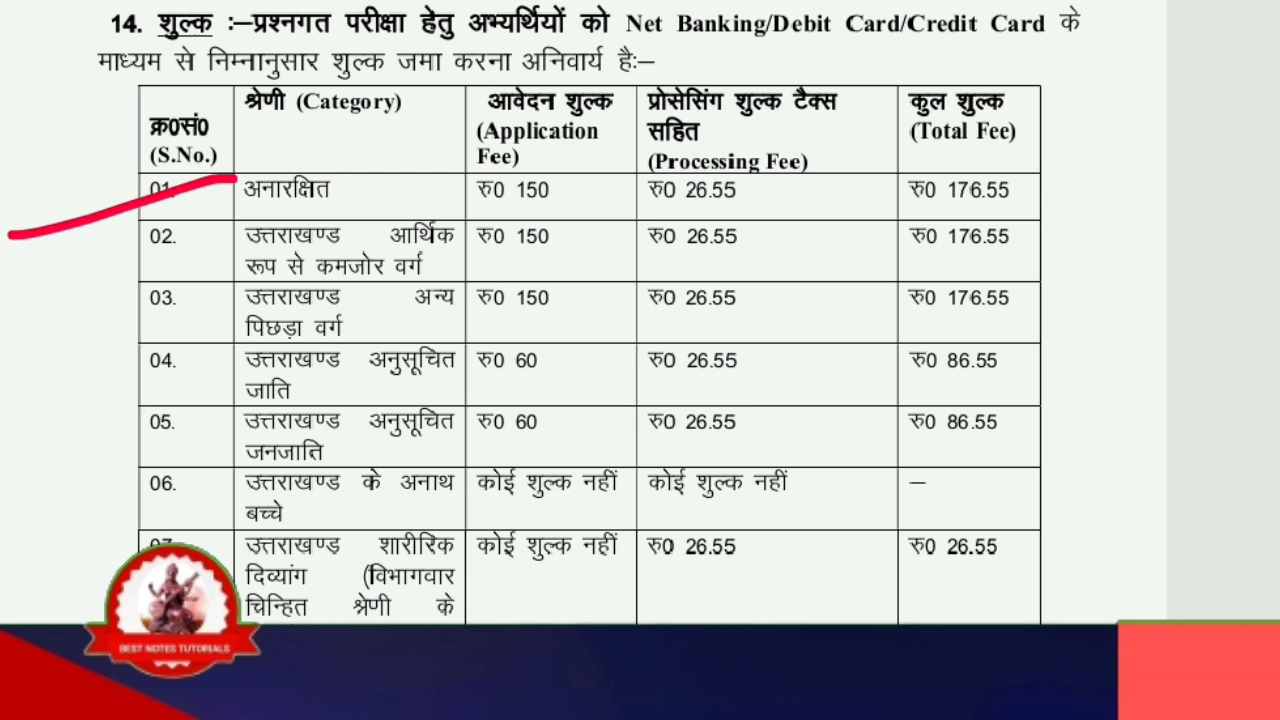 14. शुल्क :–प्रश्नगत परीक्षा हेतु अभ्यर्थियों को Net Banking/Debit Card/Credit Card के
माध्यम से निम्नानुसार शुल्क जमा करना अनिवार्य है:–
क्र0सं0 (S.No.) श्रेणी (Category) आवेदन शुल्क (Application Fee) प्रोसेसिंग शुल्क टैक्स सहित (Processing Fee) कुल शुल्क (Total Fee)
01. अनारक्षित रु0 150 रु0 26.55 रु0 176.55
02. उत्तराखण्ड आर्थिक रु0 150 रु0 26.55 रु0 176.55
रूप से कमजोर वर्ग
03. उत्तराखण्ड अन्य रु0 150 रु0 26.55 रु0 176.55
पिछड़ा वर्ग
04. उत्तराखण्ड अनुसूचित रु0 60 रु0 26.55 रु0 86.55
जाति
05. उत्तराखण्ड अनुसूचित रु0 60 रु0 26.55 रु0 86.55
जनजाति
06. उत्तराखण्ड के अनाथ कोई शुल्क नहीं कोई शुल्क नहीं –
बच्चे
07. उत्तराखण्ड शारीरिक कोई शुल्क नहीं रु0 26.55 रु0 26.55
दिव्यांग (विभागवार
चिन्हित श्रेणी के
BEST NOTES TUTORIALS